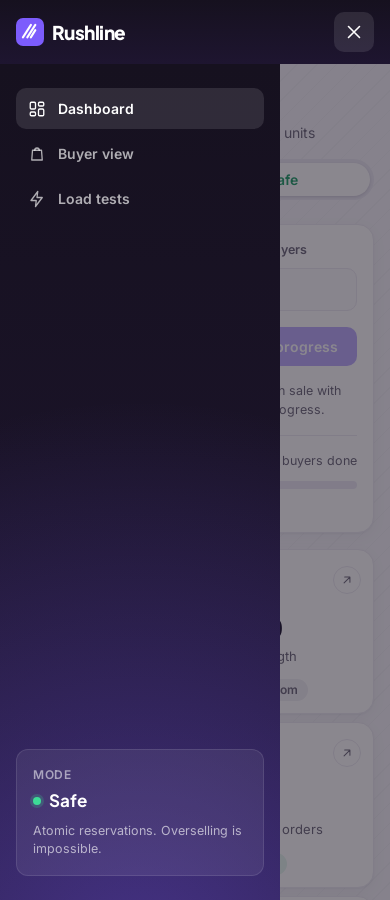 Rushline
Dashboard
Buyer view
Load tests
units
afe
yers
progress
n sale with
ogress.
buyers done
gth
om
orders
MODE
Safe
Atomic reservations. Overselling is
impossible.